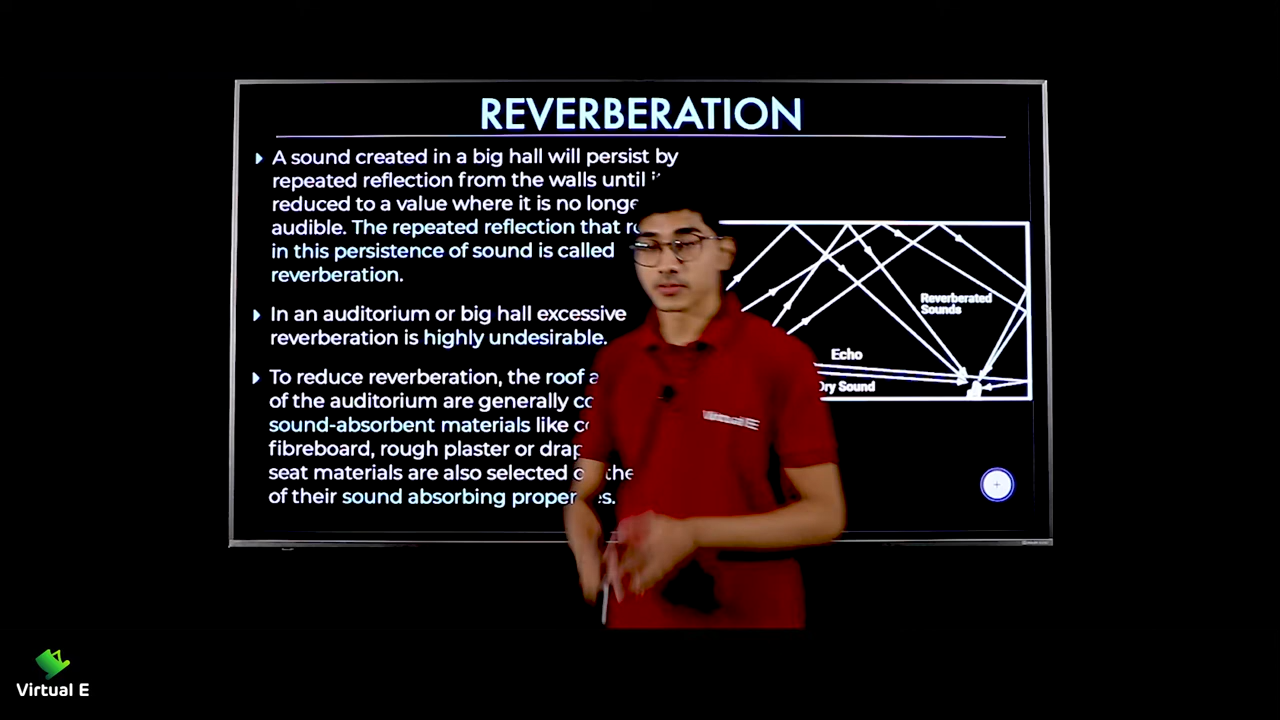 REVERBERATION
A sound created in a big hall will persist by
repeated reflection from the walls until
reduced to a value where it is no
audible. The repeated reflection that
in this persistence of sound is called
reverberation.
In an auditorium or big hall excessive
reverberation is highly undesirable.
To reduce reverberation, the roof
of the auditorium are generally
sound-absorbent materials like
fibreboard, rough plaster or
seat materials are also selected the
of their sound absorbing
Reverberated
Sounds
Echo
Dry Sound
Virtual E
Virtual E